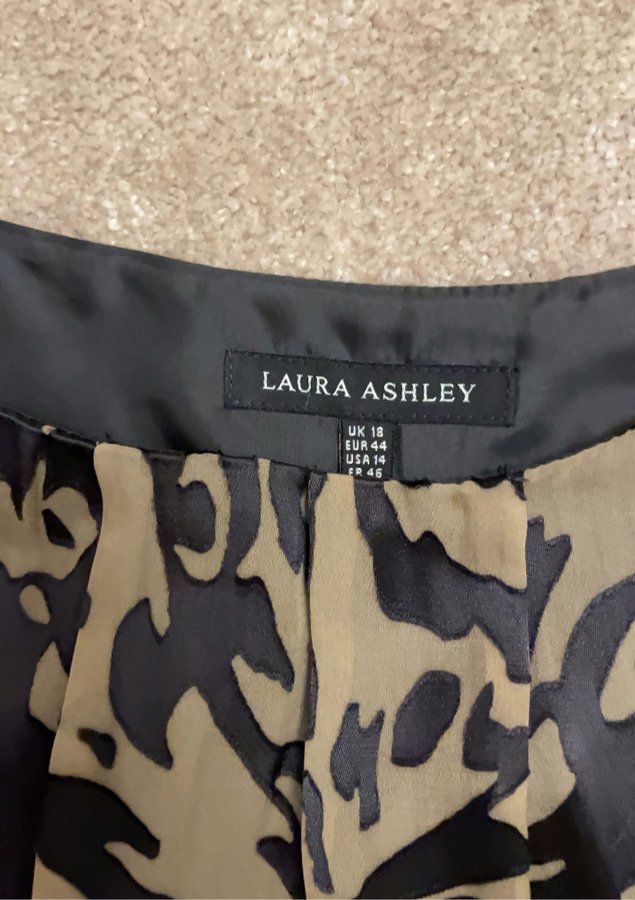 LAURA ASHLEY
UK 18
EUR 44
USA 14
FR 46